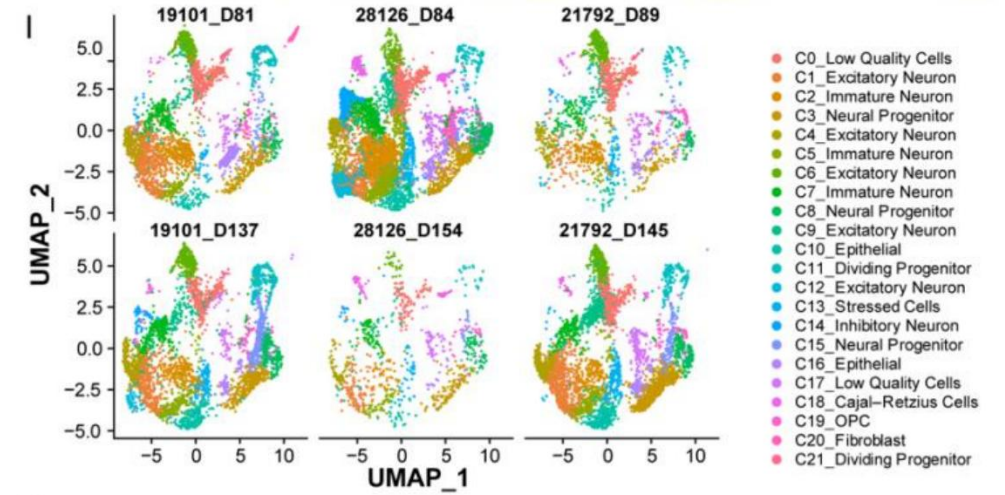 I
19101_D81 28126_D84 21792_D89
5.0
2.5
0.0
−2.5
−5.0
19101_D137 28126_D154 21792_D145
5.0
2.5
0.0
−2.5
−5.0
−5 0 5 10 −5 0 5 10 −5 0 5 10
UMAP_1
UMAP_2
C0_Low Quality Cells
C1_Excitatory Neuron
C2_Immature Neuron
C3_Neural Progenitor
C4_Excitatory Neuron
C5_Immature Neuron
C6_Excitatory Neuron
C7_Immature Neuron
C8_Neural Progenitor
C9_Excitatory Neuron
C10_Epithelial
C11_Dividing Progenitor
C12_Excitatory Neuron
C13_Stressed Cells
C14_Inhibitory Neuron
C15_Neural Progenitor
C16_Epithelial
C17_Low Quality Cells
C18_Cajal–Retzius Cells
C19_OPC
C20_Fibroblast
C21_Dividing Progenitor